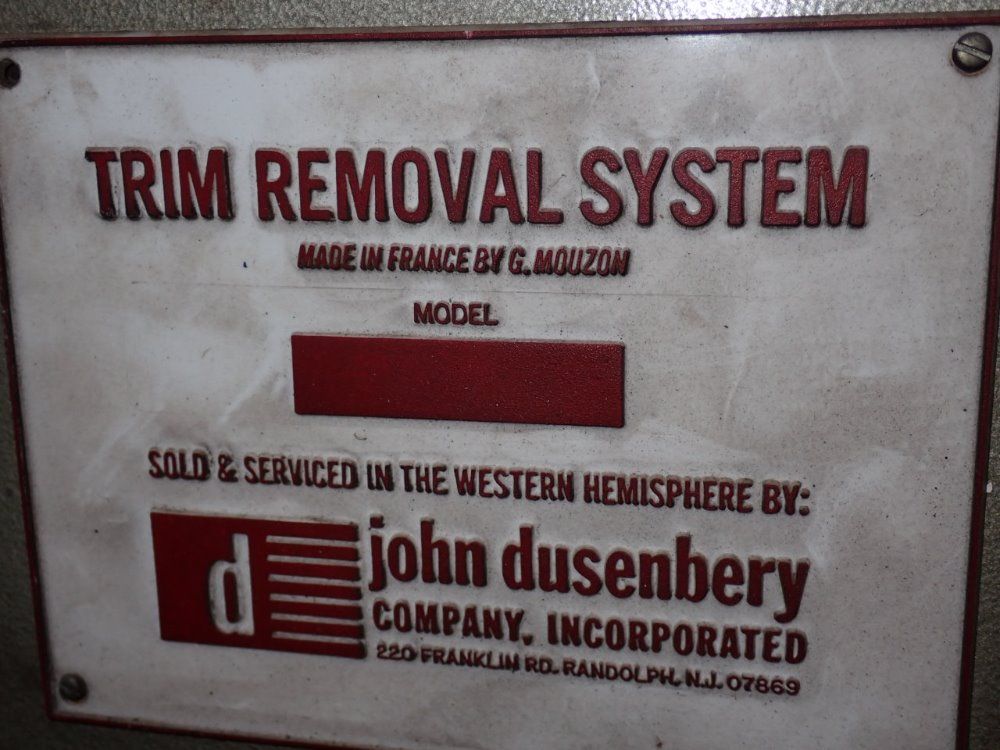 TRIM REMOVAL SYSTEM
MADE IN FRANCE BY G. MOUZON
MODEL
SOLD & SERVICED IN THE WESTERN HEMISPHERE BY:
d
john dusenbery
COMPANY, INCORPORATED
220 FRANKLIN RD. RANDOLPH, N.J. 07869